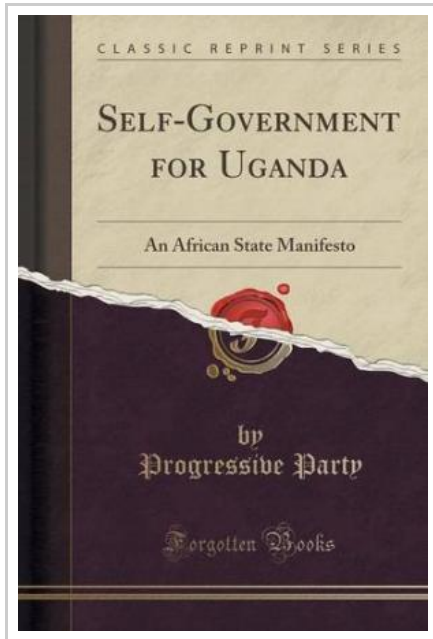 CLASSIC REPRINT SERIES
SELF-GOVERNMENT
FOR UGANDA
An African State Manifesto
by
Progressive Party
Forgotten Books